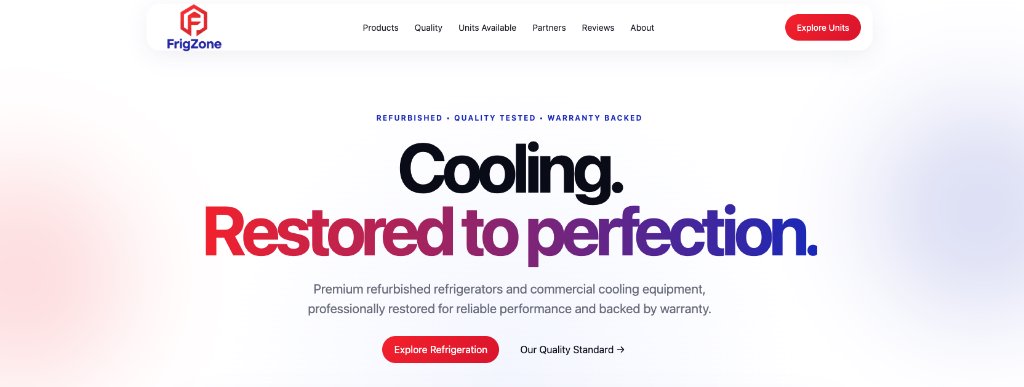 FrigZone
Products Quality Units Available Partners Reviews About
Explore Units
REFURBISHED • QUALITY TESTED • WARRANTY BACKED
Cooling.
Restored to perfection.
Premium refurbished refrigerators and commercial cooling equipment,
professionally restored for reliable performance and backed by warranty.
Explore Refrigeration
Our Quality Standard →